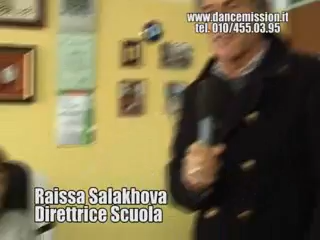 www.dancemission.it
tel. 010/455.03.95
Raissa Salakhova
Direttrice Scuola